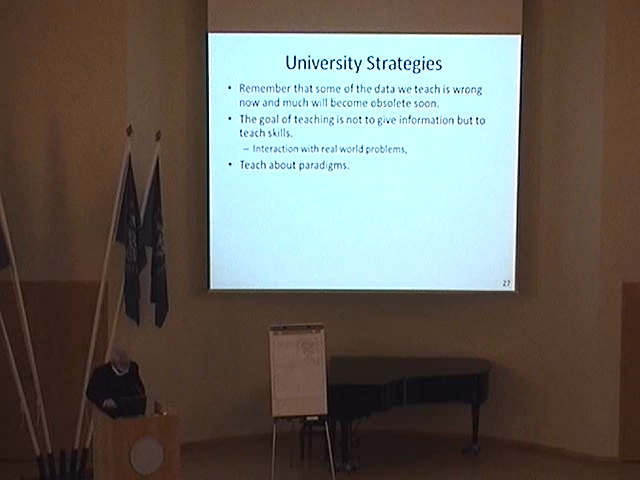 University Strategies
• Remember that some of the data we teach is wrong
now and much will become obsolete soon.
• The goal of teaching is not to give information but to
teach skills.
– Interaction with real world problems,
• Teach about paradigms.
27